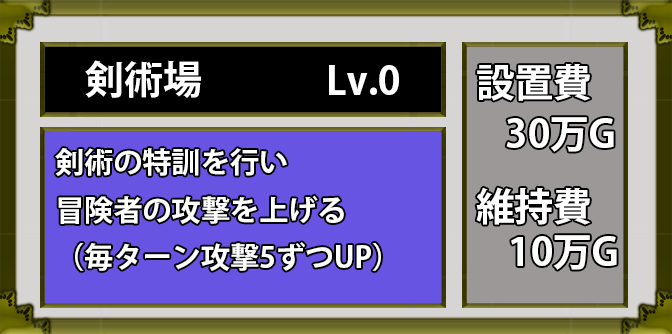 剣術場 Lv.0
剣術の特訓を行い
冒険者の攻撃を上げる
（毎ターン攻撃5ずつUP）
設置費
30万G
維持費
10万G